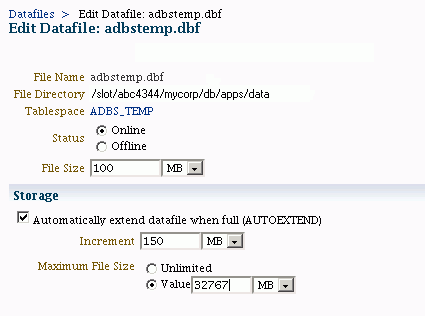 Datafiles > Edit Datafile: adbstemp.dbf
Edit Datafile: adbstemp.dbf
File Name adbstemp.dbf
File Directory /slot/abc4344/mycorp/db/apps/data
Tablespace ADBS_TEMP
Status Online
Offline
File Size 100 MB
Storage
Automatically extend datafile when full (AUTOEXTEND)
Increment 150 MB
Maximum File Size Unlimited
Value 32767 MB